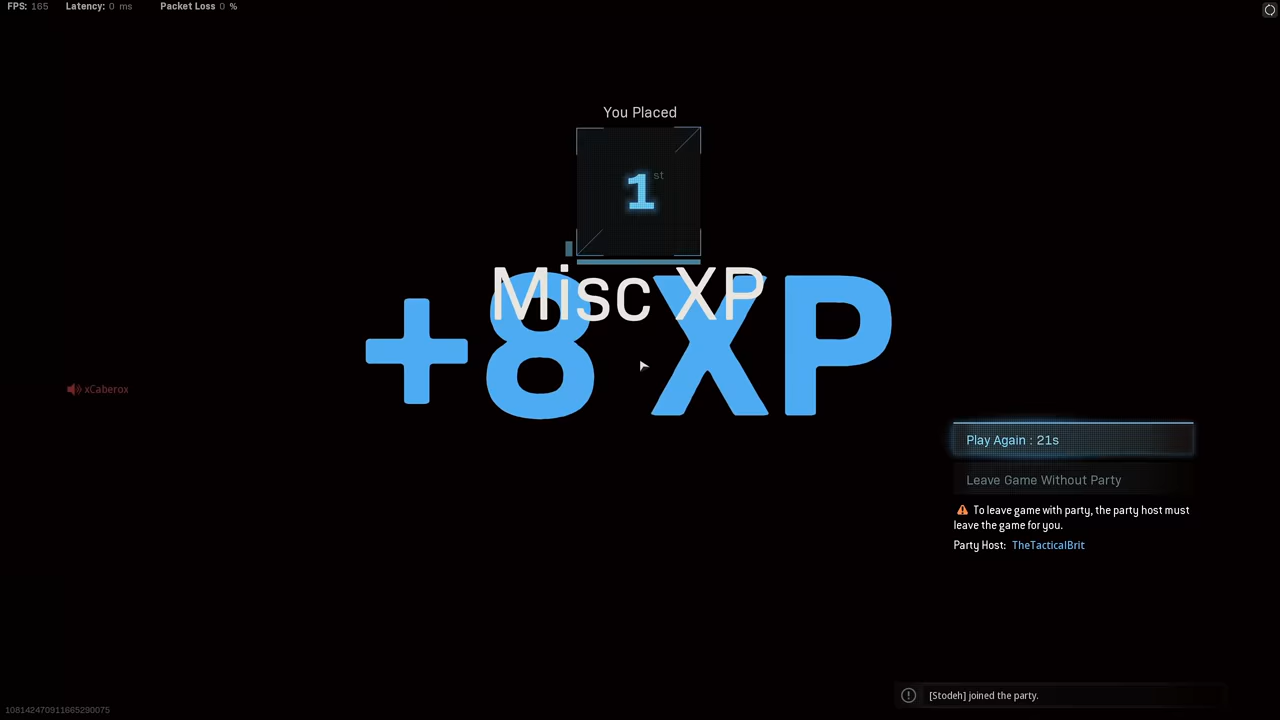 FPS: 165 Latency: 0 ms Packet Loss 0 %
You Placed
1st
Misc XP
+8 XP
xCaberox
Play Again : 21s
Leave Game Without Party
To leave game with party, the party host must
leave the game for you.
Party Host: TheTacticalBrit
[Stodeh] joined the party.
108142470911665290075